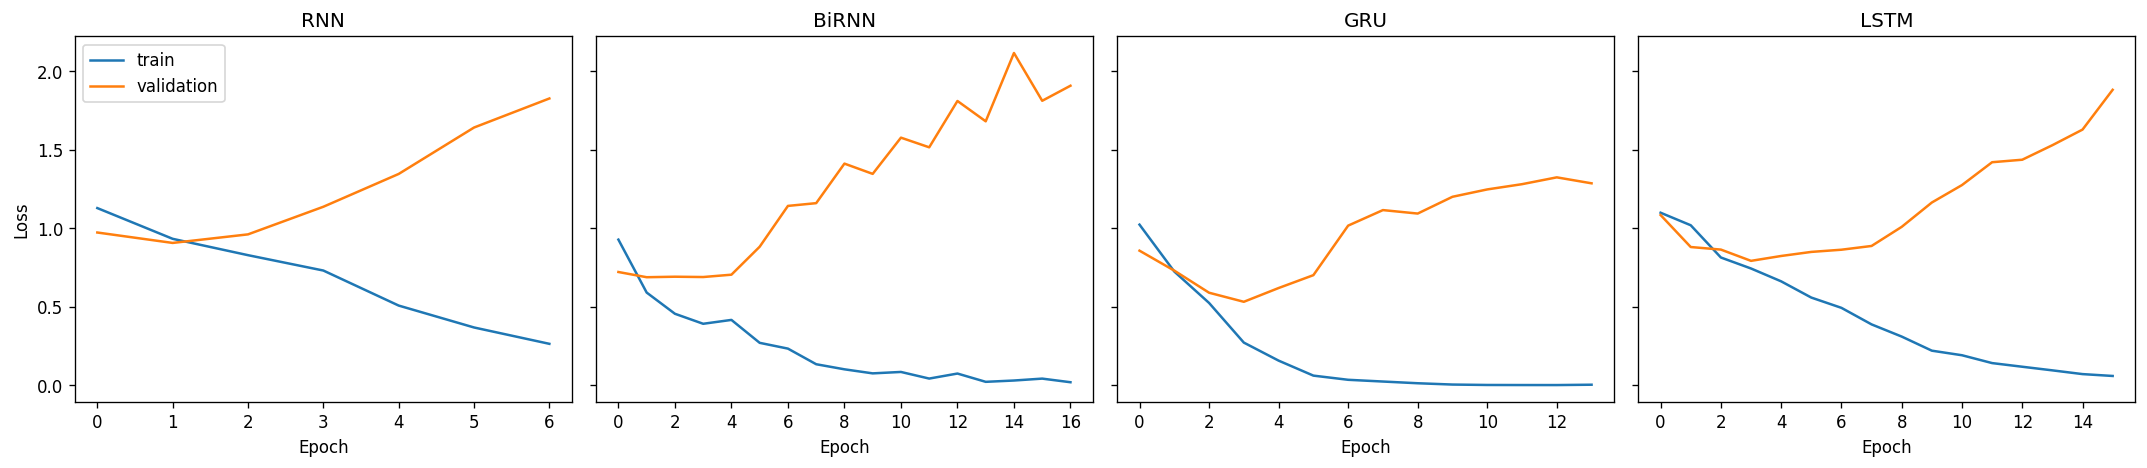 RNN
BiRNN
GRU
LSTM
train
validation
Loss
2.0
1.5
1.0
0.5
0.0
0 1 2 3 4 5 6
0 2 4 6 8 10 12 14 16
0 2 4 6 8 10 12
0 2 4 6 8 10 12 14
Epoch
Epoch
Epoch
Epoch